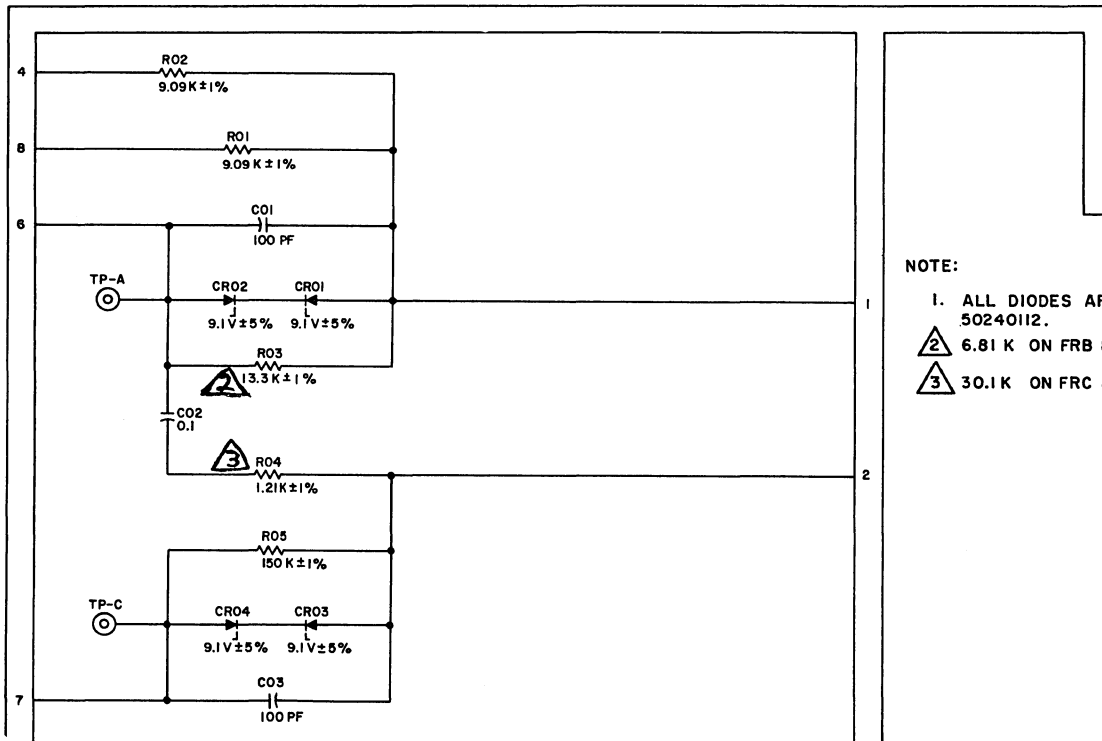 4
R02
9.09K±1%
8
R01
9.09 K ±1%
6
C01
100 PF
TP-A
CR02
CR01
9.1V±5%
9.1V±5%
1
R03
13.3K±1%
2
C02
0.1
3
R04
1.21K±1%
2
R05
150K±1%
TP-C
CR04
CR03
9.1V±5%
9.1V±5%
7
C03
100 PF
NOTE:
1. ALL DIODES
50240112.
2 6.81 K ON FRB
3 30.1K ON FRC